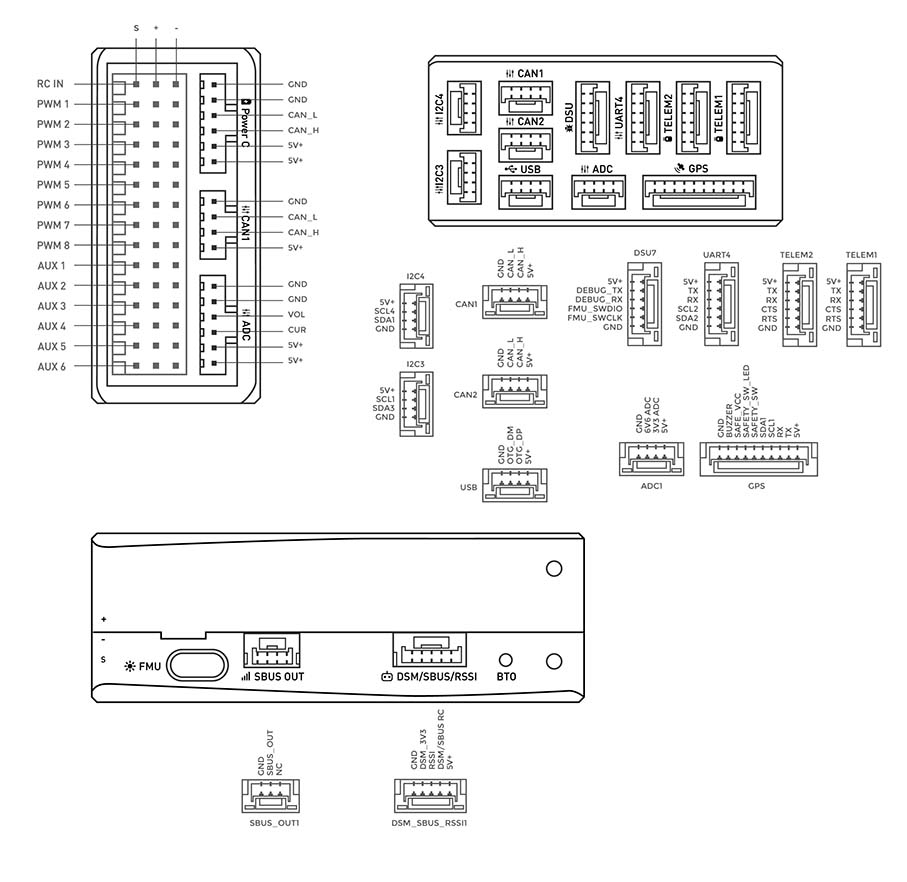 S + -
RC IN
PWM 1
PWM 2
PWM 3
PWM 4
PWM 5
PWM 6
PWM 7
PWM 8
AUX 1
AUX 2
AUX 3
AUX 4
AUX 5
AUX 6
Power C
GND
GND
CAN_L
CAN_H
5V+
5V+
CAN1
GND
CAN_L
CAN_H
5V+
ADC
GND
GND
VOL
CUR
5V+
5V+
I2C4
I2C3
CAN1
CAN2
USB
DSU
UART4
TELEM2
TELEM1
ADC
GPS
I2C4
5V+
SCL4
SDA1
GND
I2C3
5V+
SCL1
SDA3
GND
CAN1
GND
CAN_L
CAN_H
5V+
CAN2
GND
CAN_L
CAN_H
5V+
USB
GND
OTG_DM
OTG_DP
5V+
DSU7
5V+
DEBUG_TX
DEBUG_RX
FMU_SWDIO
FMU_SWCLK
GND
UART4
5V+
TX
RX
SCL2
SDA2
GND
TELEM2
5V+
TX
RX
CTS
RTS
GND
TELEM1
5V+
TX
RX
CTS
RTS
GND
GND
6V6 ADC
3V3 ADC
5V+
ADC1
GND
BUZZER
SAFE_VCC
SAFETY_SW_LED
SAFETY_SW
SDA1
SCL1
RX
TX
5V+
GPS
+
-
S
FMU
SBUS OUT
DSM/SBUS/RSSI
BTO
GND
SBUS_OUT
NC
SBUS_OUT1
GND
DSM_3V3
RSSI
DSM/SBUS RC
5V+
DSM_SBUS_RSSI1